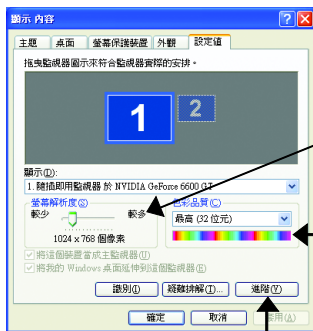 顯示 內容
主題 桌面 螢幕保護裝置 外觀 設定值
拖曳監視器圖示來符合監視器實際的安排。
1 2
顯示(D):
1. 隨插即用監視器 於 NVIDIA GeForce 6600 GT
螢幕解析度(S)
較少 較多
1024 x 768 個像素
色彩品質(C)
最高 (32 位元)
將這個裝置當成主監視器(U)
將我的 Windows 桌面延伸到這個監視器(E)
識別(I) 疑難排解(T)... 進階(V)
確定 取消 套用(A)